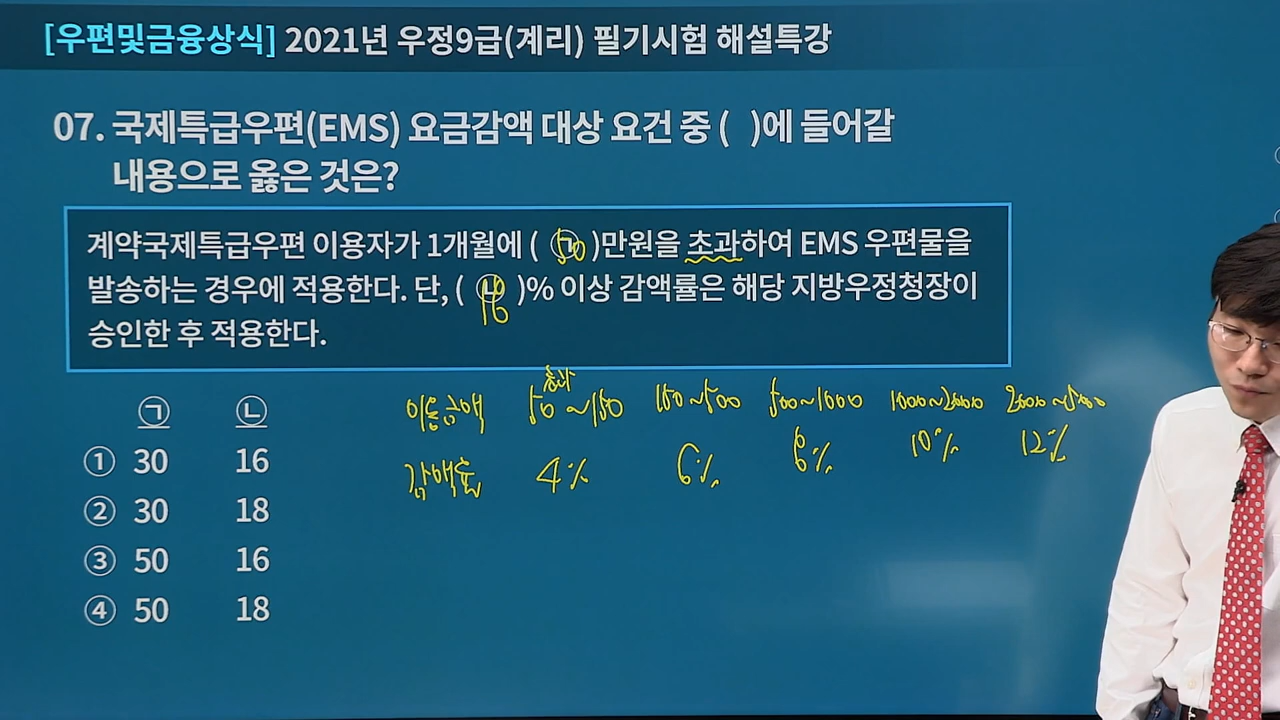 [우편및금융상식] 2021년 우정9급(계리) 필기시험 해설특강
07. 국제특급우편(EMS) 요금감액 대상 요건 중 ( )에 들어갈
내용으로 옳은 것은?
계약국제특급우편 이용자가 1개월에 ( ㉠ 50 )만원을 초과하여 EMS 우편물을
발송하는 경우에 적용한다. 단, ( ㉡ 16 )% 이상 감액률은 해당 지방우정청장이
승인한 후 적용한다.
초과
이용금액 50~150 150~500 500~1000 1000~2000 2000~5000
감액율 4% 6% 8% 10% 12%
㉠ ㉡
① 30 16
② 30 18
③ 50 16
④ 50 18